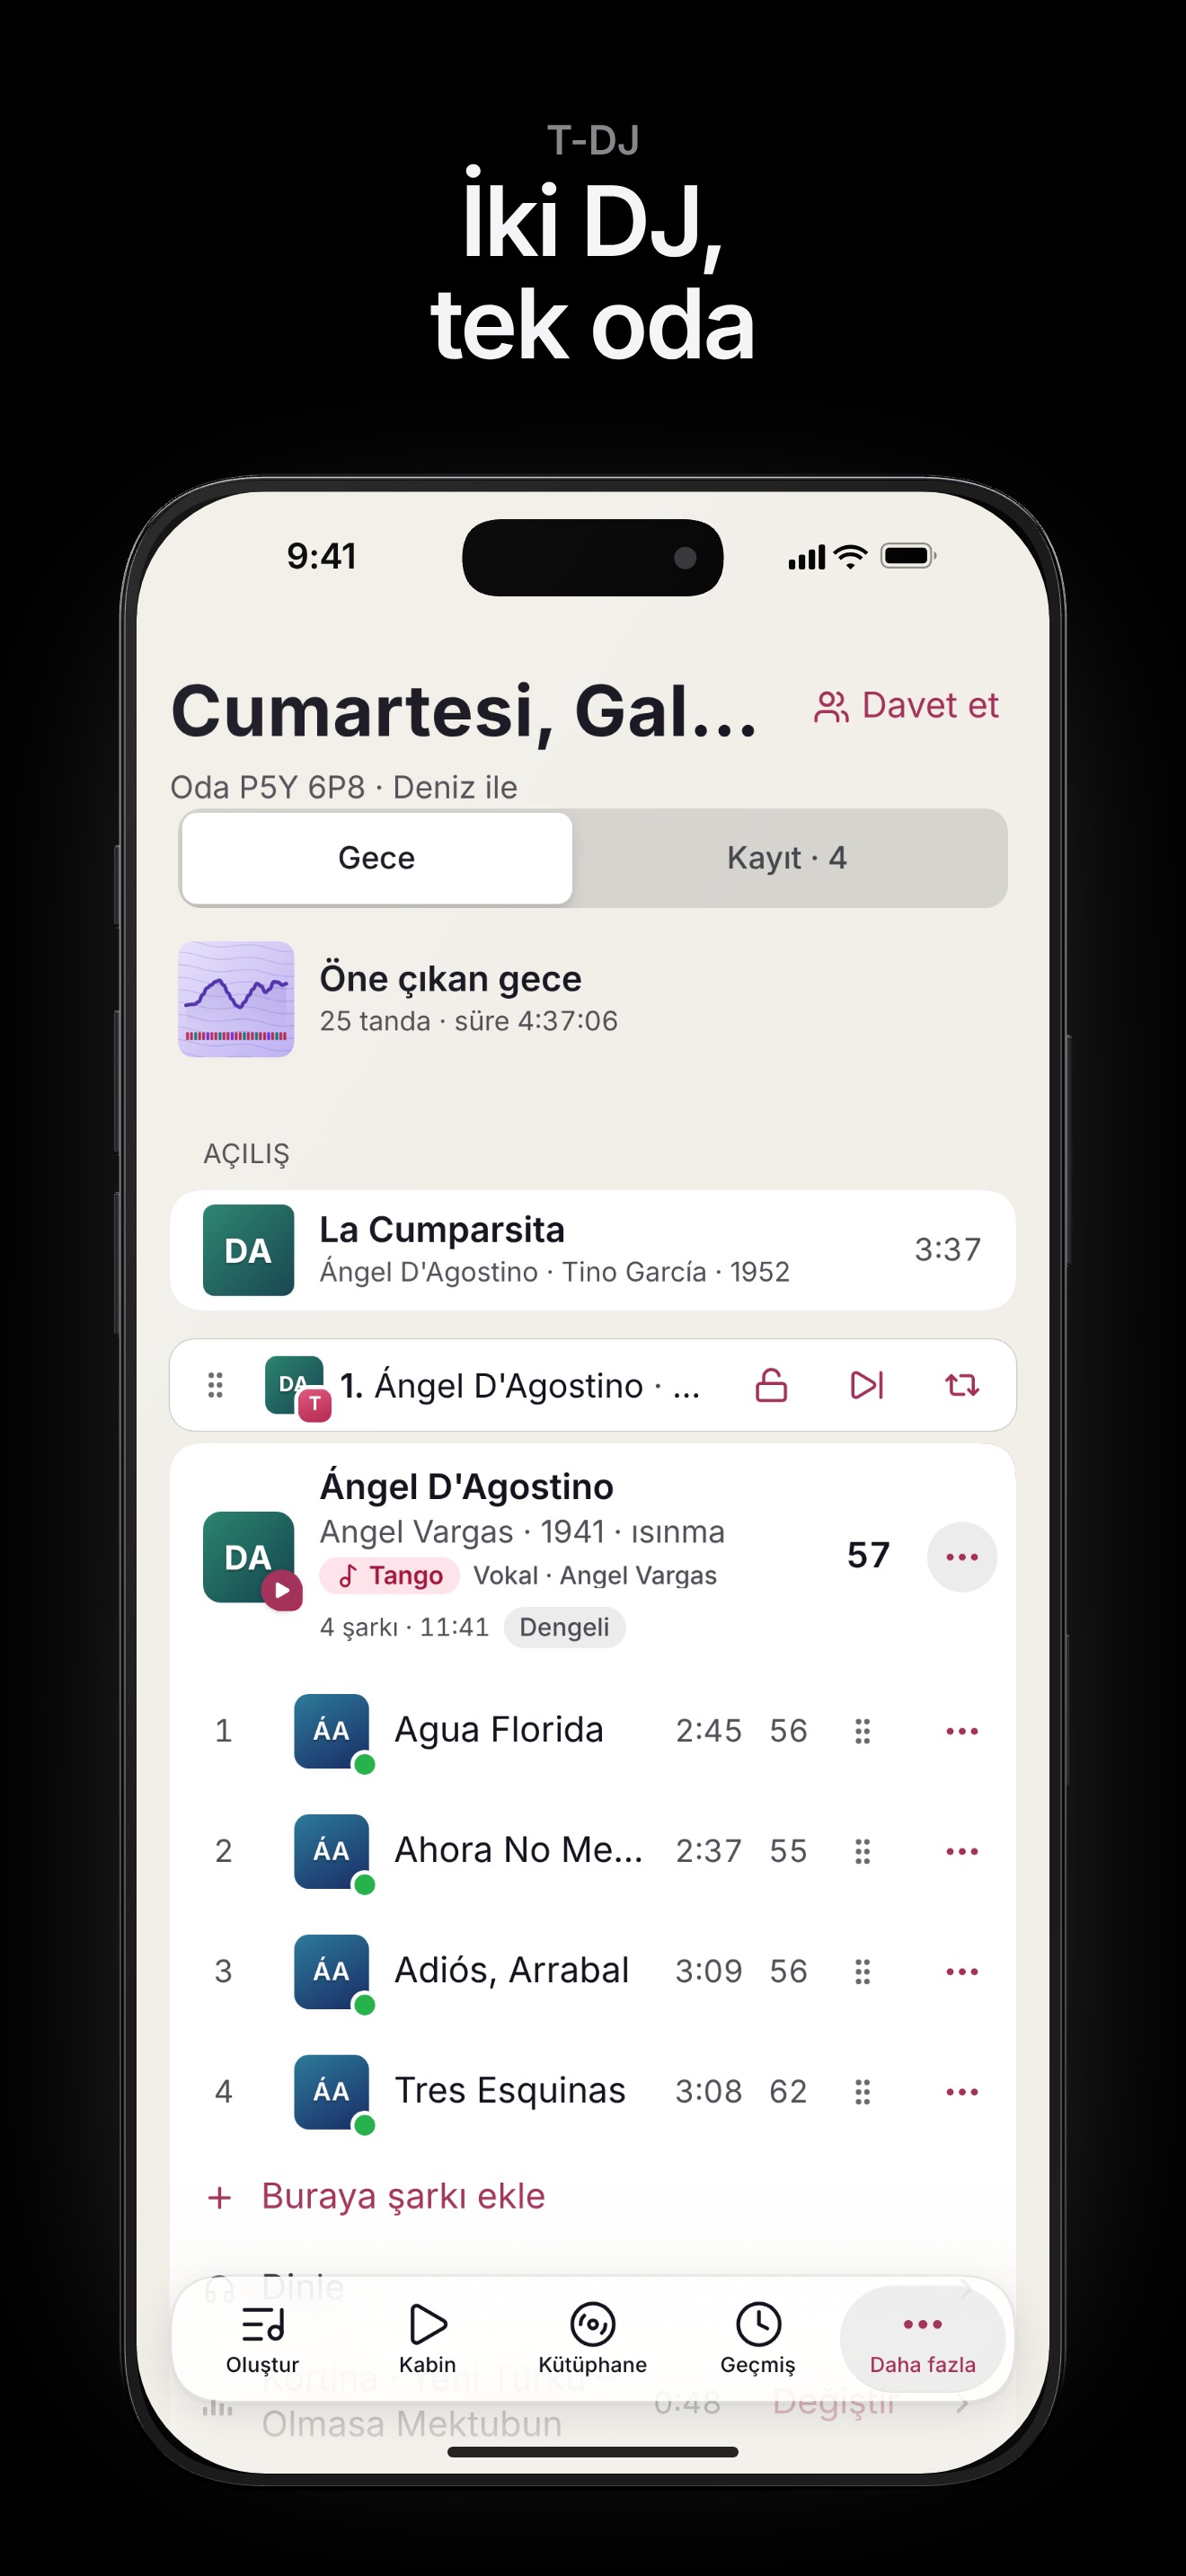 T-DJ
İki DJ,
tek oda
9:41
Cumartesi, Gal...
Davet et
Oda P5Y 6P8 · Deniz ile
Gece
Kayıt · 4
Öne çıkan gece
25 tanda · süre 4:37:06
AÇILIŞ
DA
La Cumparsita
Ángel D'Agostino · Tino García · 1952
3:37
DA
T
1. Ángel D'Agostino · ...
Ángel D'Agostino
DA
Angel Vargas · 1941 · ısınma
57
Tango
Vokal · Angel Vargas
4 şarkı · 11:41
Dengeli
1 ÁA Agua Florida 2:45 56
2 ÁA Ahora No Me... 2:37 55
3 ÁA Adiós, Arrabal 3:09 56
4 ÁA Tres Esquinas 3:08 62
+ Buraya şarkı ekle
Dinle
Oluştur
Kabin
Kütüphane
Geçmiş
Daha fazla
Kortina · Yeni Türkü
Olmasa Mektubun
0:48
Değiştir